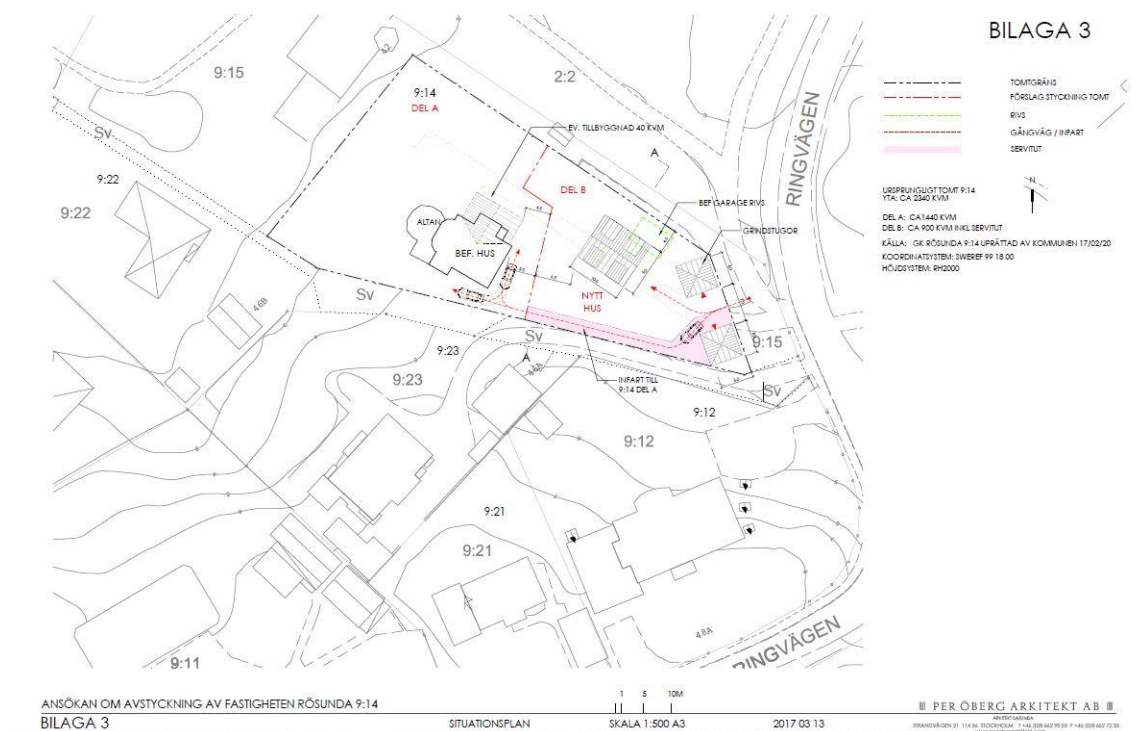 BILAGA 3
TOMTGRÄNS
FÖRSLAG STYCKNING TOMT
RIVS
GÅNGVÄG / INFART
SERVITUT
N
URSPRUNGLIGT TOMT 9:14
YTA: CA 2340 KVM
DEL A: CA1440 KVM
DEL B: CA 900 KVM INKL SERVITUT
KÄLLA: GK RÖSUNDA 9:14 UPRÄTTAD AV KOMMUNEN 17/02/20
KOORDINATSYSTEM: SWEREF 99 18 00
HÖJDSYSTEM: RH2000
42
9:15
2:2
9:14
DEL A
RINGVÄGEN
EV. TILLBYGGNAD 40 KVM
A
Sv
9:22
DEL B
9:22
BEF GARAGE RIVS
ALTAN
GRINDSTUGOR
BEF. HUS
Sv
46B
NYTT
HUS
Sv
9:15
9:23
A
46A
9:23
INFART TILL
9:14 DEL A
Sv
9:12
9:12
9:21
9:21
48A
RINGVÄGEN
9:11
1 5 10M
ANSÖKAN OM AVSTYCKNING AV FASTIGHETEN RÖSUNDA 9:14
BILAGA 3
SITUATIONSPLAN
SKALA 1:500 A3
2017 03 13
PER ÖBERG ARKITEKT AB